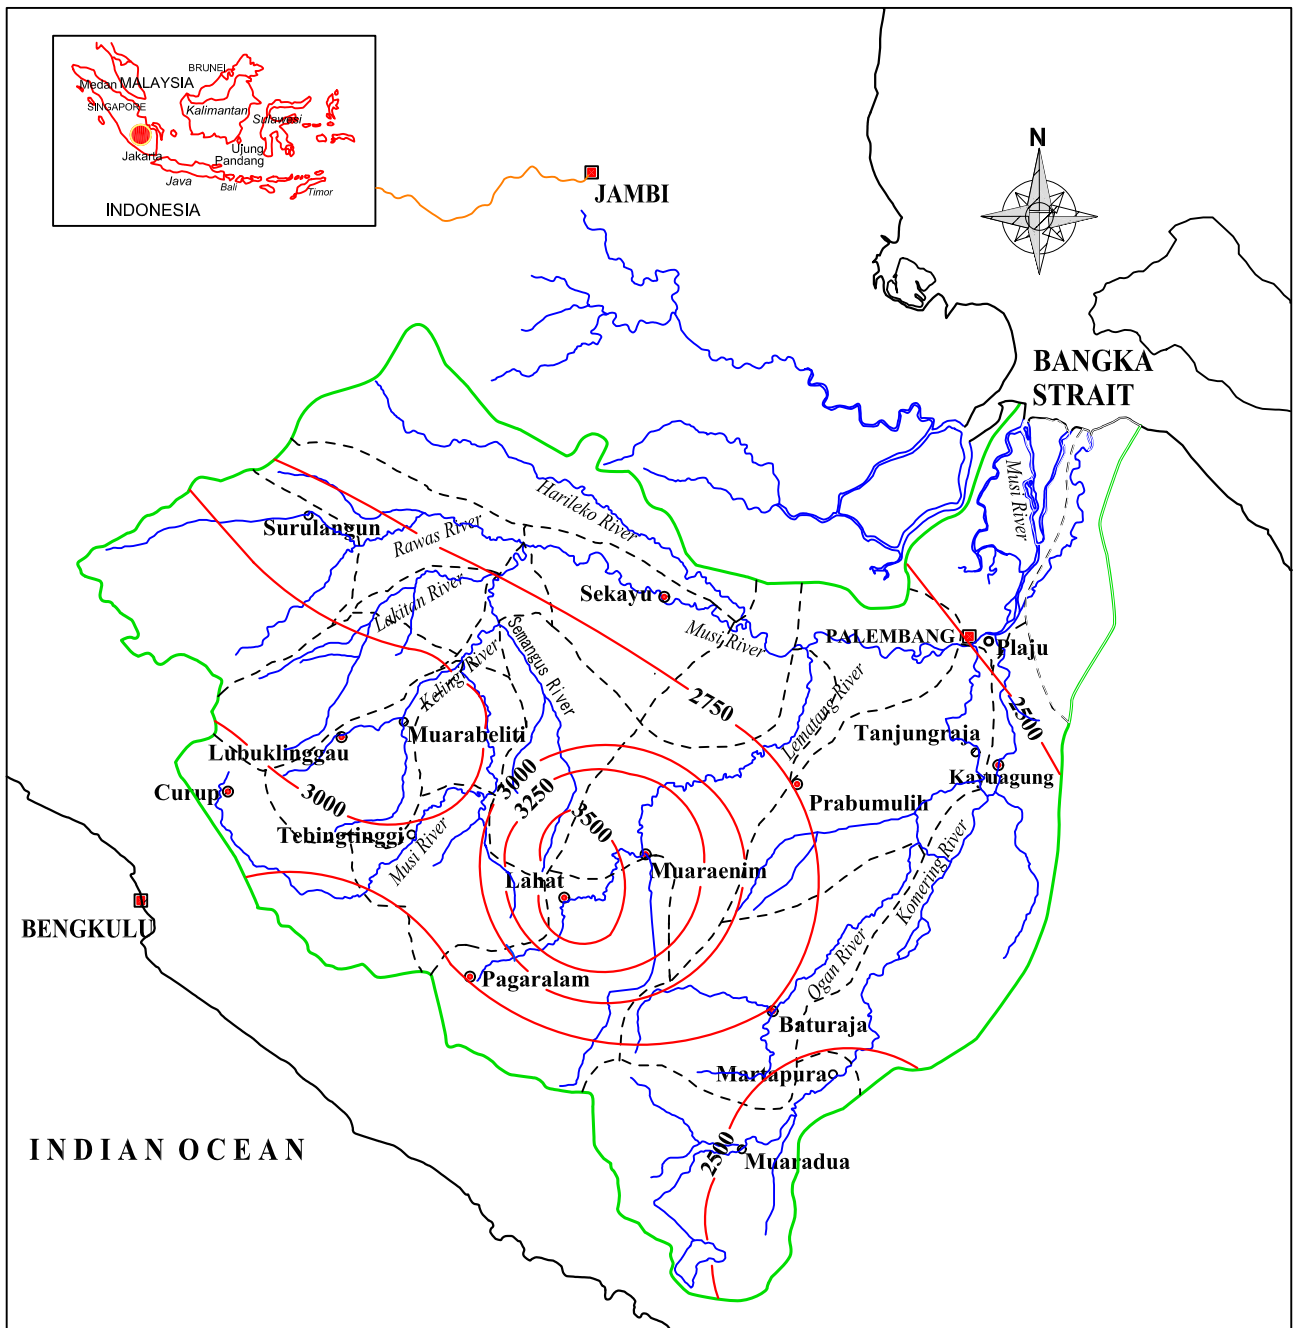 BRUNEI
Medan
MALAYSIA
SINGAPORE
Kalimantan
Sulawesi
Jakarta
Ujung
Pandang
Java
Bali
Timor
INDONESIA
JAMBI
N
BANGKA
STRAIT
Musi River
Harileko River
Surulangun
Rawas River
Lakitan River
Sekayu
Musi River
PALEMBANG
Plaju
Semangus River
Kelingi River
2750
2500
Lematang River
Muarabeliti
Lubuklinggau
Tanjungraja
Kayuagung
Curup
3000
3000
3250
3500
Prabumulih
Tebingtinggi
Musi River
Muaraenim
Lahat
Komering River
BENGKULU
Ogan River
Pagaralam
Baturaja
Martapura
2500
Muaradua
INDIAN OCEAN